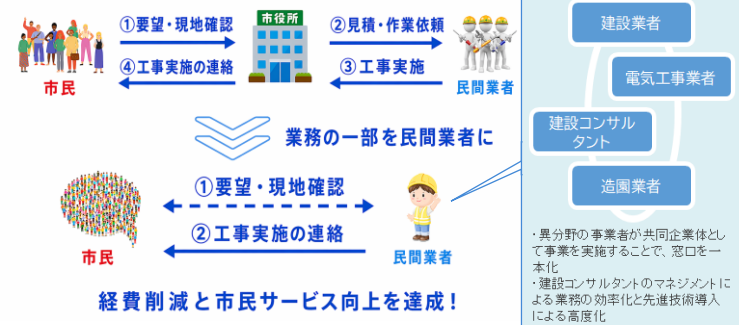 市役所
①要望・現地確認
②見積・作業依頼
④工事実施の連絡
③工事実施
市民
民間業者
業務の一部を民間業者に
①要望・現地確認
②工事実施の連絡
市民
民間業者
経費削減と市民サービス向上を達成！
建設業者
電気工事業者
建設コンサル
タント
造園業者
・異分野の事業者が共同企業体とし
て事業を実施することで、窓口を一
本化
・建設コンサルタントのマネジメントに
よる業務の効率化と先進技術導入
による高度化